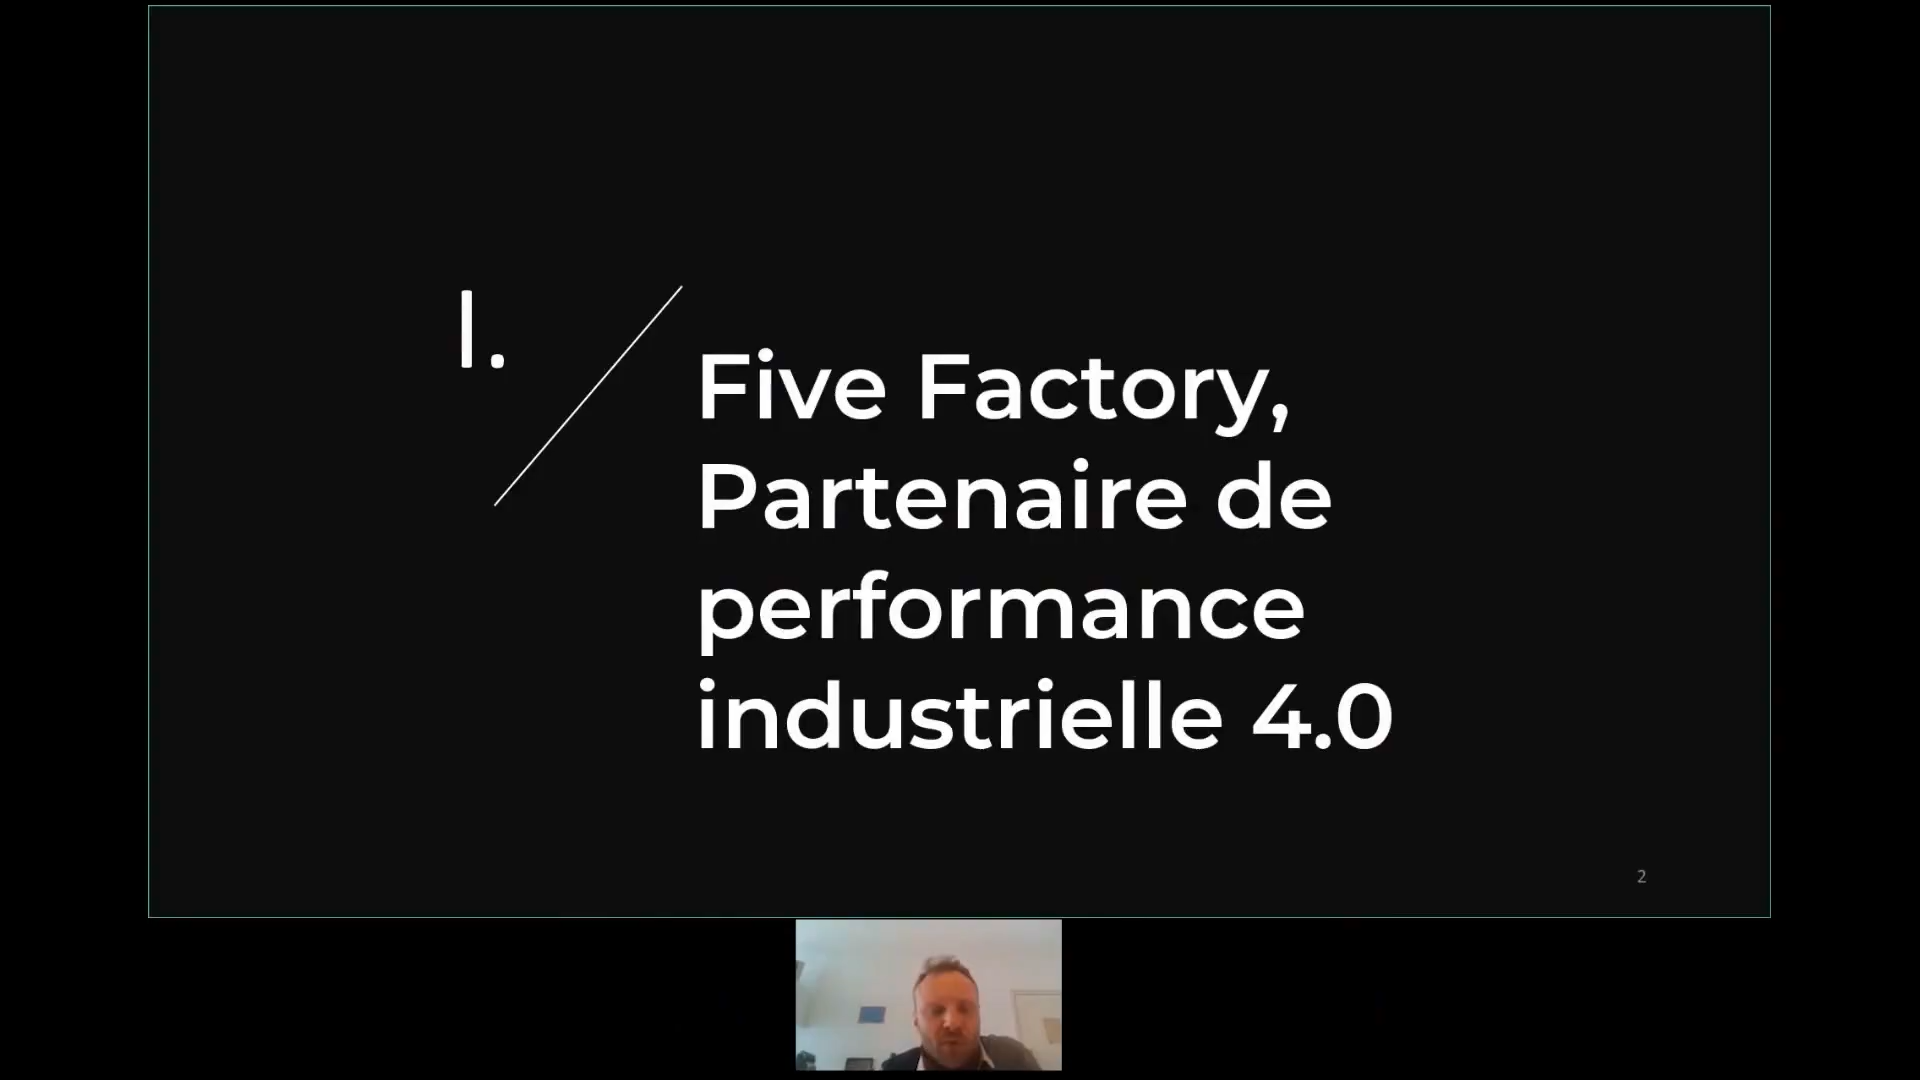 I.
Five Factory,
Partenaire de
performance
industrielle 4.0
2